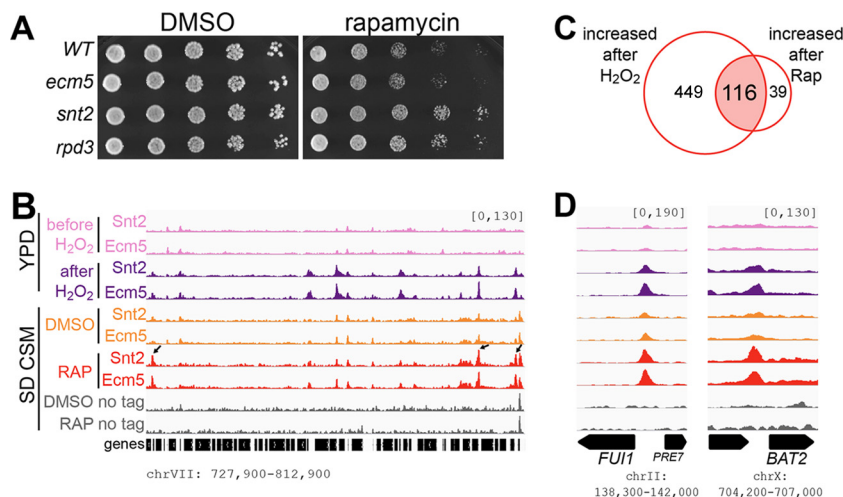 A
DMSO
rapamycin
WT
ecm5
snt2
rpd3
B
[0,130]
YPD
before
H2O2
Snt2
Ecm5
after
H2O2
Snt2
Ecm5
SD CSM
DMSO
Snt2
Ecm5
RAP
Snt2
Ecm5
DMSO no tag
RAP no tag
genes
chrVII: 727,900-812,900
C
increased
after
H2O2
increased
after
Rap
449
116
39
D
[0,190]
[0,130]
FUI1
PRE7
BAT2
chrII:
138,300-142,000
chrX:
704,200-707,000